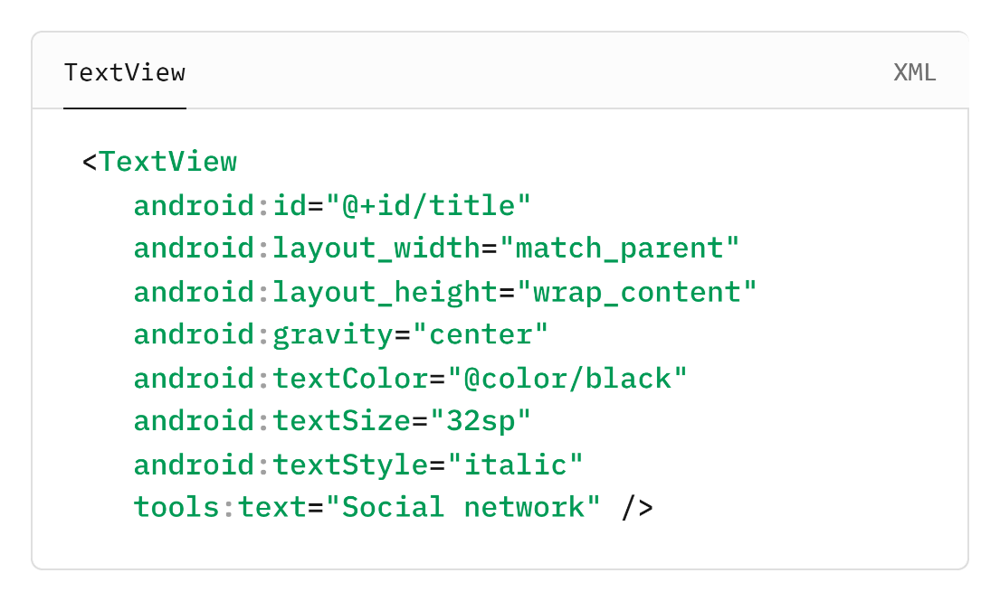 TextView
XML
<TextView
android:id="@+id/title"
android:layout_width="match_parent"
android:layout_height="wrap_content"
android:gravity="center"
android:textColor="@color/black"
android:textSize="32sp"
android:textStyle="italic"
tools:text="Social network" />